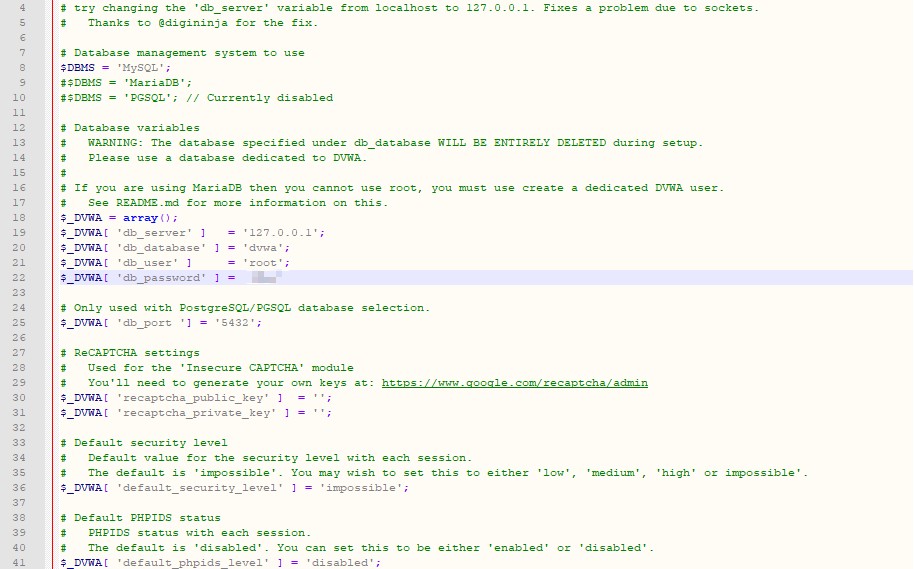 4 # try changing the 'db_server' variable from localhost to 127.0.0.1. Fixes a problem due to sockets.
5 #   Thanks to @digininja for the fix.
6
7 # Database management system to use
8 $DBMS = 'MySQL';
9 #$DBMS = 'MariaDB';
10 #$DBMS = 'PGSQL'; // Currently disabled
11
12 # Database variables
13 #   WARNING: The database specified under db_database WILL BE ENTIRELY DELETED during setup.
14 #   Please use a database dedicated to DVWA.
15 #
16 # If you are using MariaDB then you cannot use root, you must use create a dedicated DVWA user.
17 #   See README.md for more information on this.
18 $_DVWA = array();
19 $_DVWA[ 'db_server' ]   = '127.0.0.1';
20 $_DVWA[ 'db_database' ] = 'dvwa';
21 $_DVWA[ 'db_user' ]     = 'root';
22 $_DVWA[ 'db_password' ] =
23
24 # Only used with PostgreSQL/PGSQL database selection.
25 $_DVWA[ 'db_port '] = '5432';
26
27 # ReCAPTCHA settings
28 #   Used for the 'Insecure CAPTCHA' module
29 #   You'll need to generate your own keys at: https://www.google.com/recaptcha/admin
30 $_DVWA[ 'recaptcha_public_key' ]  = '';
31 $_DVWA[ 'recaptcha_private_key' ] = '';
32
33 # Default security level
34 #   Default value for the security level with each session.
35 #   The default is 'impossible'. You may wish to set this to either 'low', 'medium', 'high' or impossible'.
36 $_DVWA[ 'default_security_level' ] = 'impossible';
37
38 # Default PHPIDS status
39 #   PHPIDS status with each session.
40 #   The default is 'disabled'. You can set this to be either 'enabled' or 'disabled'.
41 $_DVWA[ 'default_phpids_level' ] = 'disabled';